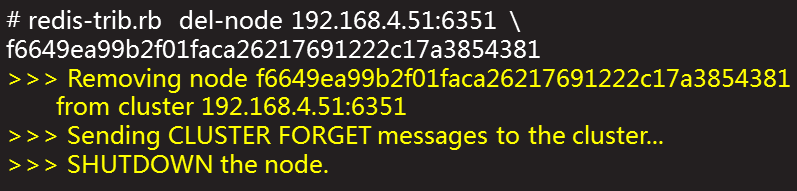 # redis-trib.rb del-node 192.168.4.51:6351 \
f6649ea99b2f01faca26217691222c17a3854381
>>> Removing node f6649ea99b2f01faca26217691222c17a3854381
from cluster 192.168.4.51:6351
>>> Sending CLUSTER FORGET messages to the cluster...
>>> SHUTDOWN the node.